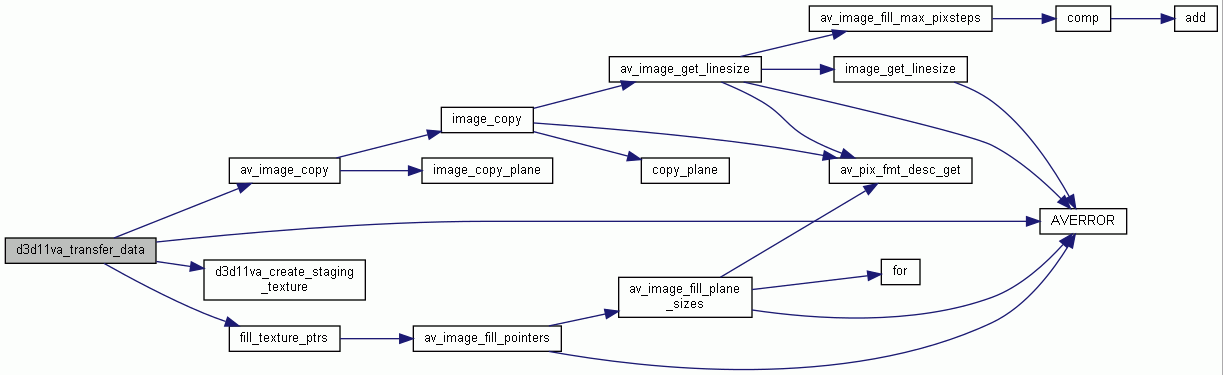 av_image_fill_max_pixsteps
comp
add
av_image_get_linesize
image_get_linesize
image_copy
av_image_copy
image_copy_plane
copy_plane
av_pix_fmt_desc_get
AVERROR
d3d11va_transfer_data
d3d11va_create_staging
_texture
for
av_image_fill_plane
_sizes
fill_texture_ptrs
av_image_fill_pointers